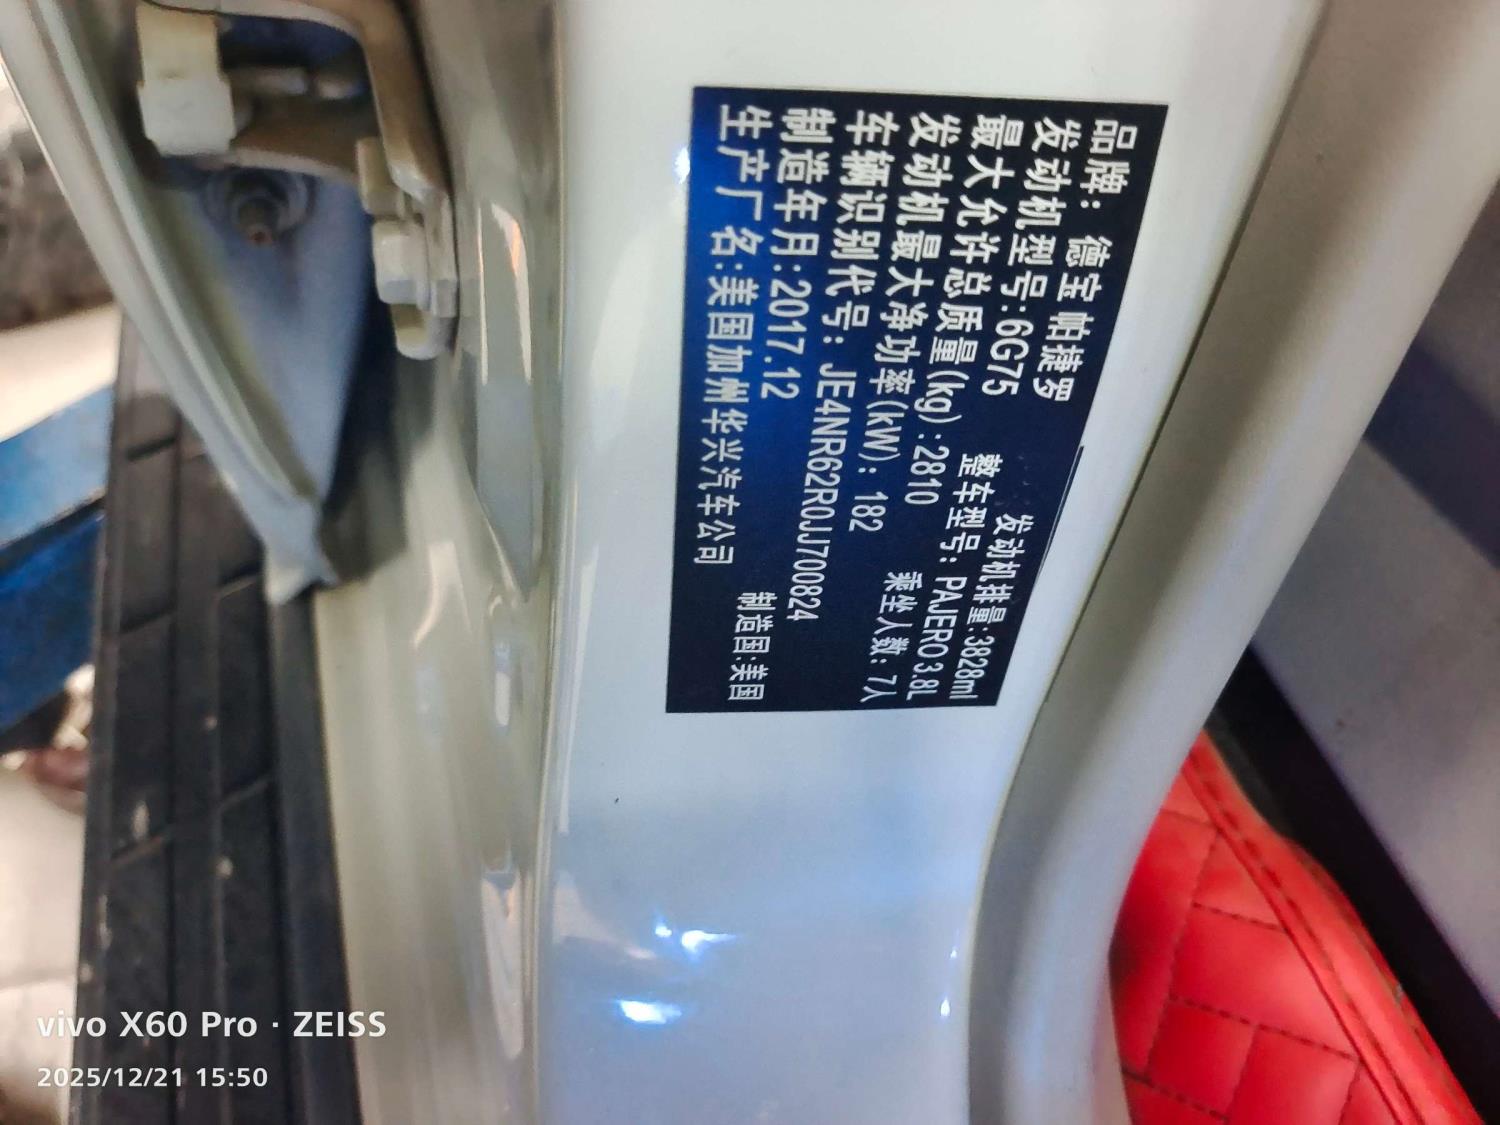 品牌: 德宝帕捷罗
发动机型号:6G75 发动机排量:3828ml
最大允许总质量(kg):2810 整车型号: PAJERO3.8L
发动机最大净功率(kW): 182 乘坐人数: 7人
车辆识别代号: JE4NR62R0JJ700824
制造年月:2017.12 制造国:美国
生产厂名:美国加州华兴汽车公司
vivo X60 Pro · ZEISS
2025/12/21 15:50